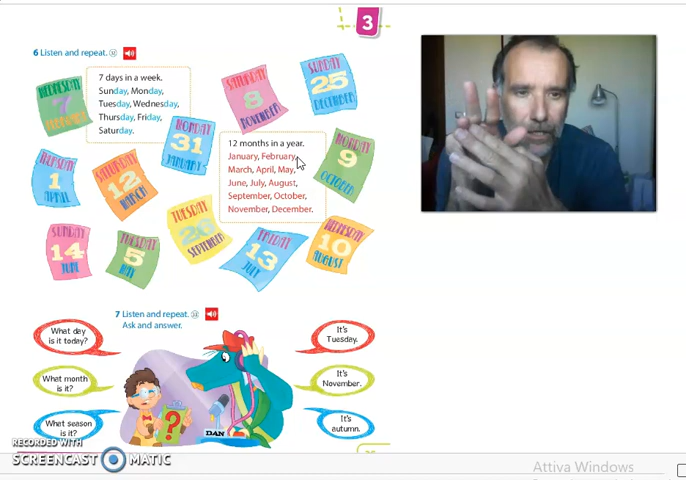 3
6 Listen and repeat.
7 days in a week.
Sunday, Monday,
Tuesday, Wednesday,
Thursday, Friday,
Saturday.
WEDNESDAY
7
SATURDAY
8
NOVEMBER
SUNDAY
25
DECEMBER
MONDAY
31
JANUARY
12 months in a year.
January, February,
March, April, May,
June, July, August,
September, October,
November, December.
MONDAY
9
OCTOBER
1
APRIL
SATURDAY
12
MARCH
TUESDAY
20
SEPTEMBER
SUNDAY
14
JUNE
TUESDAY
5
MAY
FRIDAY
13
JULY
10
AUGUST
7 Listen and repeat.
Ask and answer.
What day
is it today?
It's
Tuesday.
What month
is it?
It's
November.
What season
is it?
It's
autumn.
?
DAN
RECORDED WITH
SCREENCAST MATIC
Attiva Windows